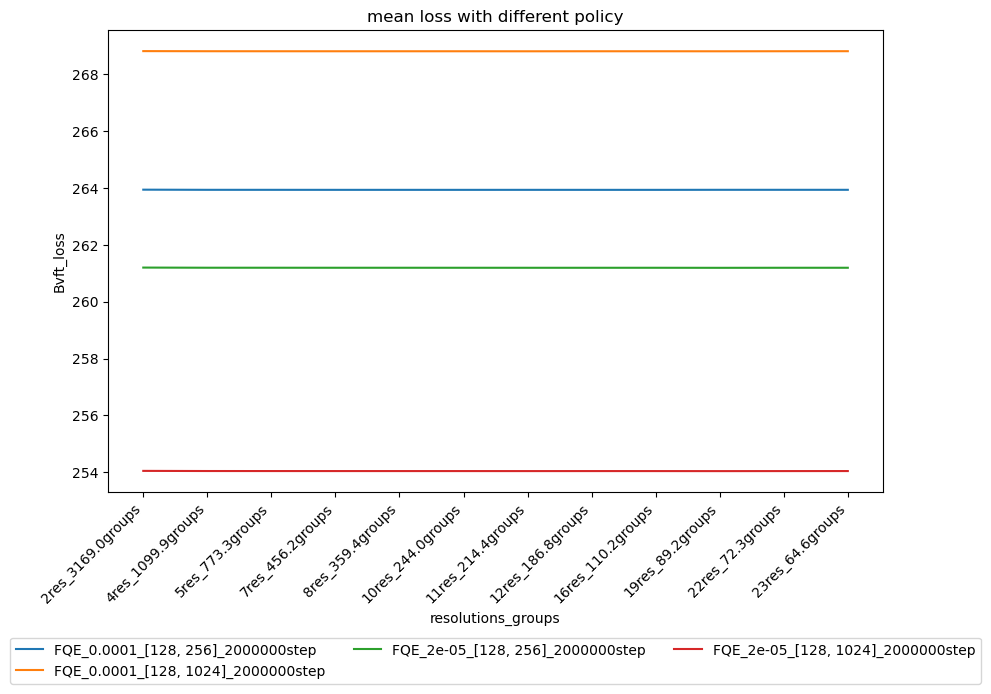 mean loss with different policy
268
266
264
262
260
258
256
254
Bvft_loss
2res_3169.0groups
4res_1099.9groups
5res_773.3groups
7res_456.2groups
8res_359.4groups
10res_244.0groups
11res_214.4groups
12res_186.8groups
16res_110.2groups
19res_89.2groups
22res_72.3groups
23res_64.6groups
resolutions_groups
FQE_0.0001_[128, 256]_2000000step
FQE_0.0001_[128, 1024]_2000000step
FQE_2e-05_[128, 256]_2000000step
FQE_2e-05_[128, 1024]_2000000step